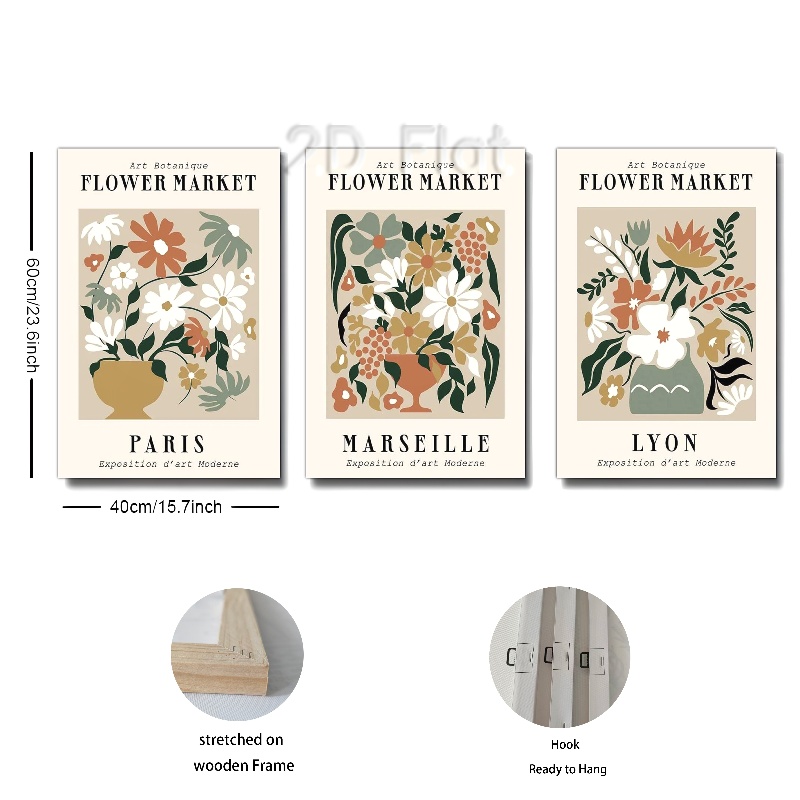 2D Flat
Art Botanique
FLOWER MARKET
PARIS
Exposition d'art Moderne
Art Botanique
FLOWER MARKET
MARSEILLE
Exposition d'art Moderne
Art Botanique
FLOWER MARKET
LYON
Exposition d'art Moderne
60cm/23.6inch
40cm/15.7inch
stretched on
wooden Frame
Hook
Ready to Hang